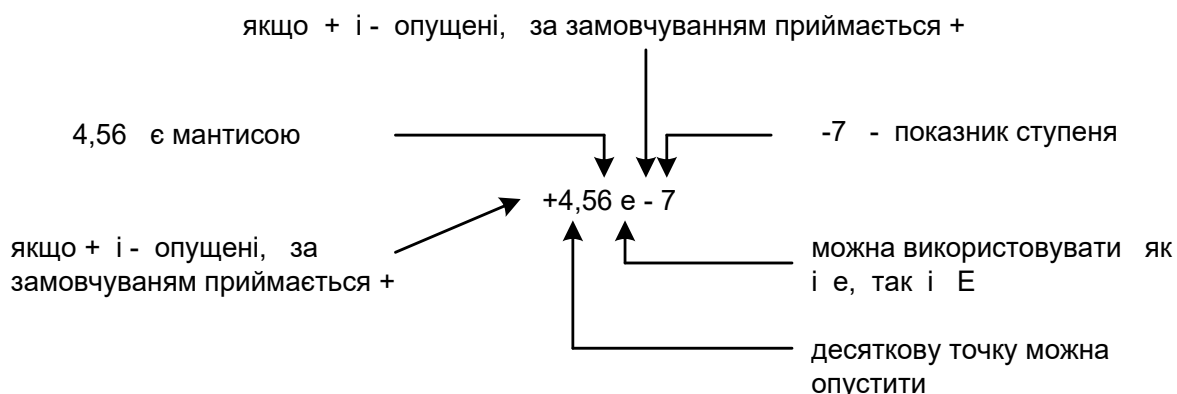 якщо + і - опущені, за замовчуванням приймається +
4,56 є мантисою
-7 - показник ступеня
+4,56 е - 7
якщо + і - опущені, за
замовчуваням приймається +
можна використовувати як
і е, так і Е
десяткову точку можна
опустити